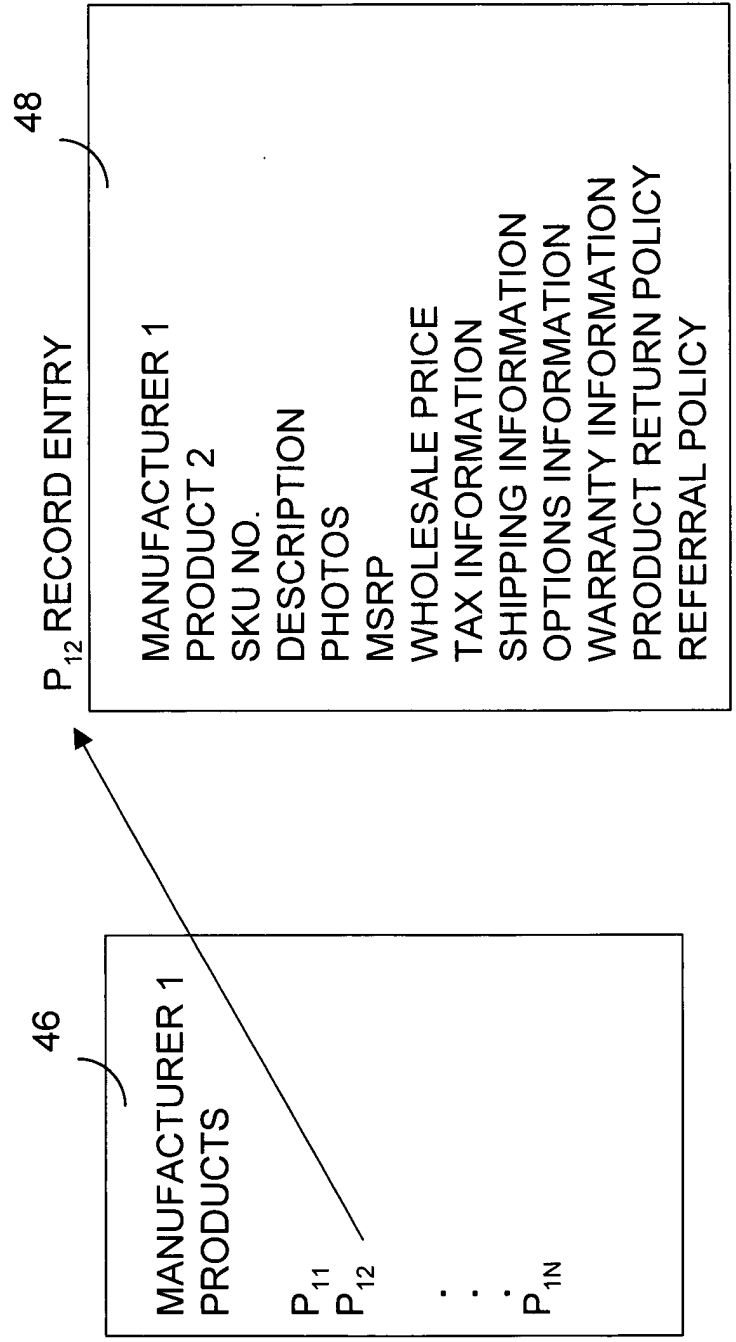 46
MANUFACTURER 1
PRODUCTS
P₁₁
P₁₂
. . .
P₁N
48
P₁₂ RECORD ENTRY
MANUFACTURER 1
PRODUCT 2
SKU NO.
DESCRIPTION
PHOTOS
MSRP
WHOLESALE PRICE
TAX INFORMATION
SHIPPING INFORMATION
OPTIONS INFORMATION
WARRANTY INFORMATION
PRODUCT RETURN POLICY
REFERRAL POLICY